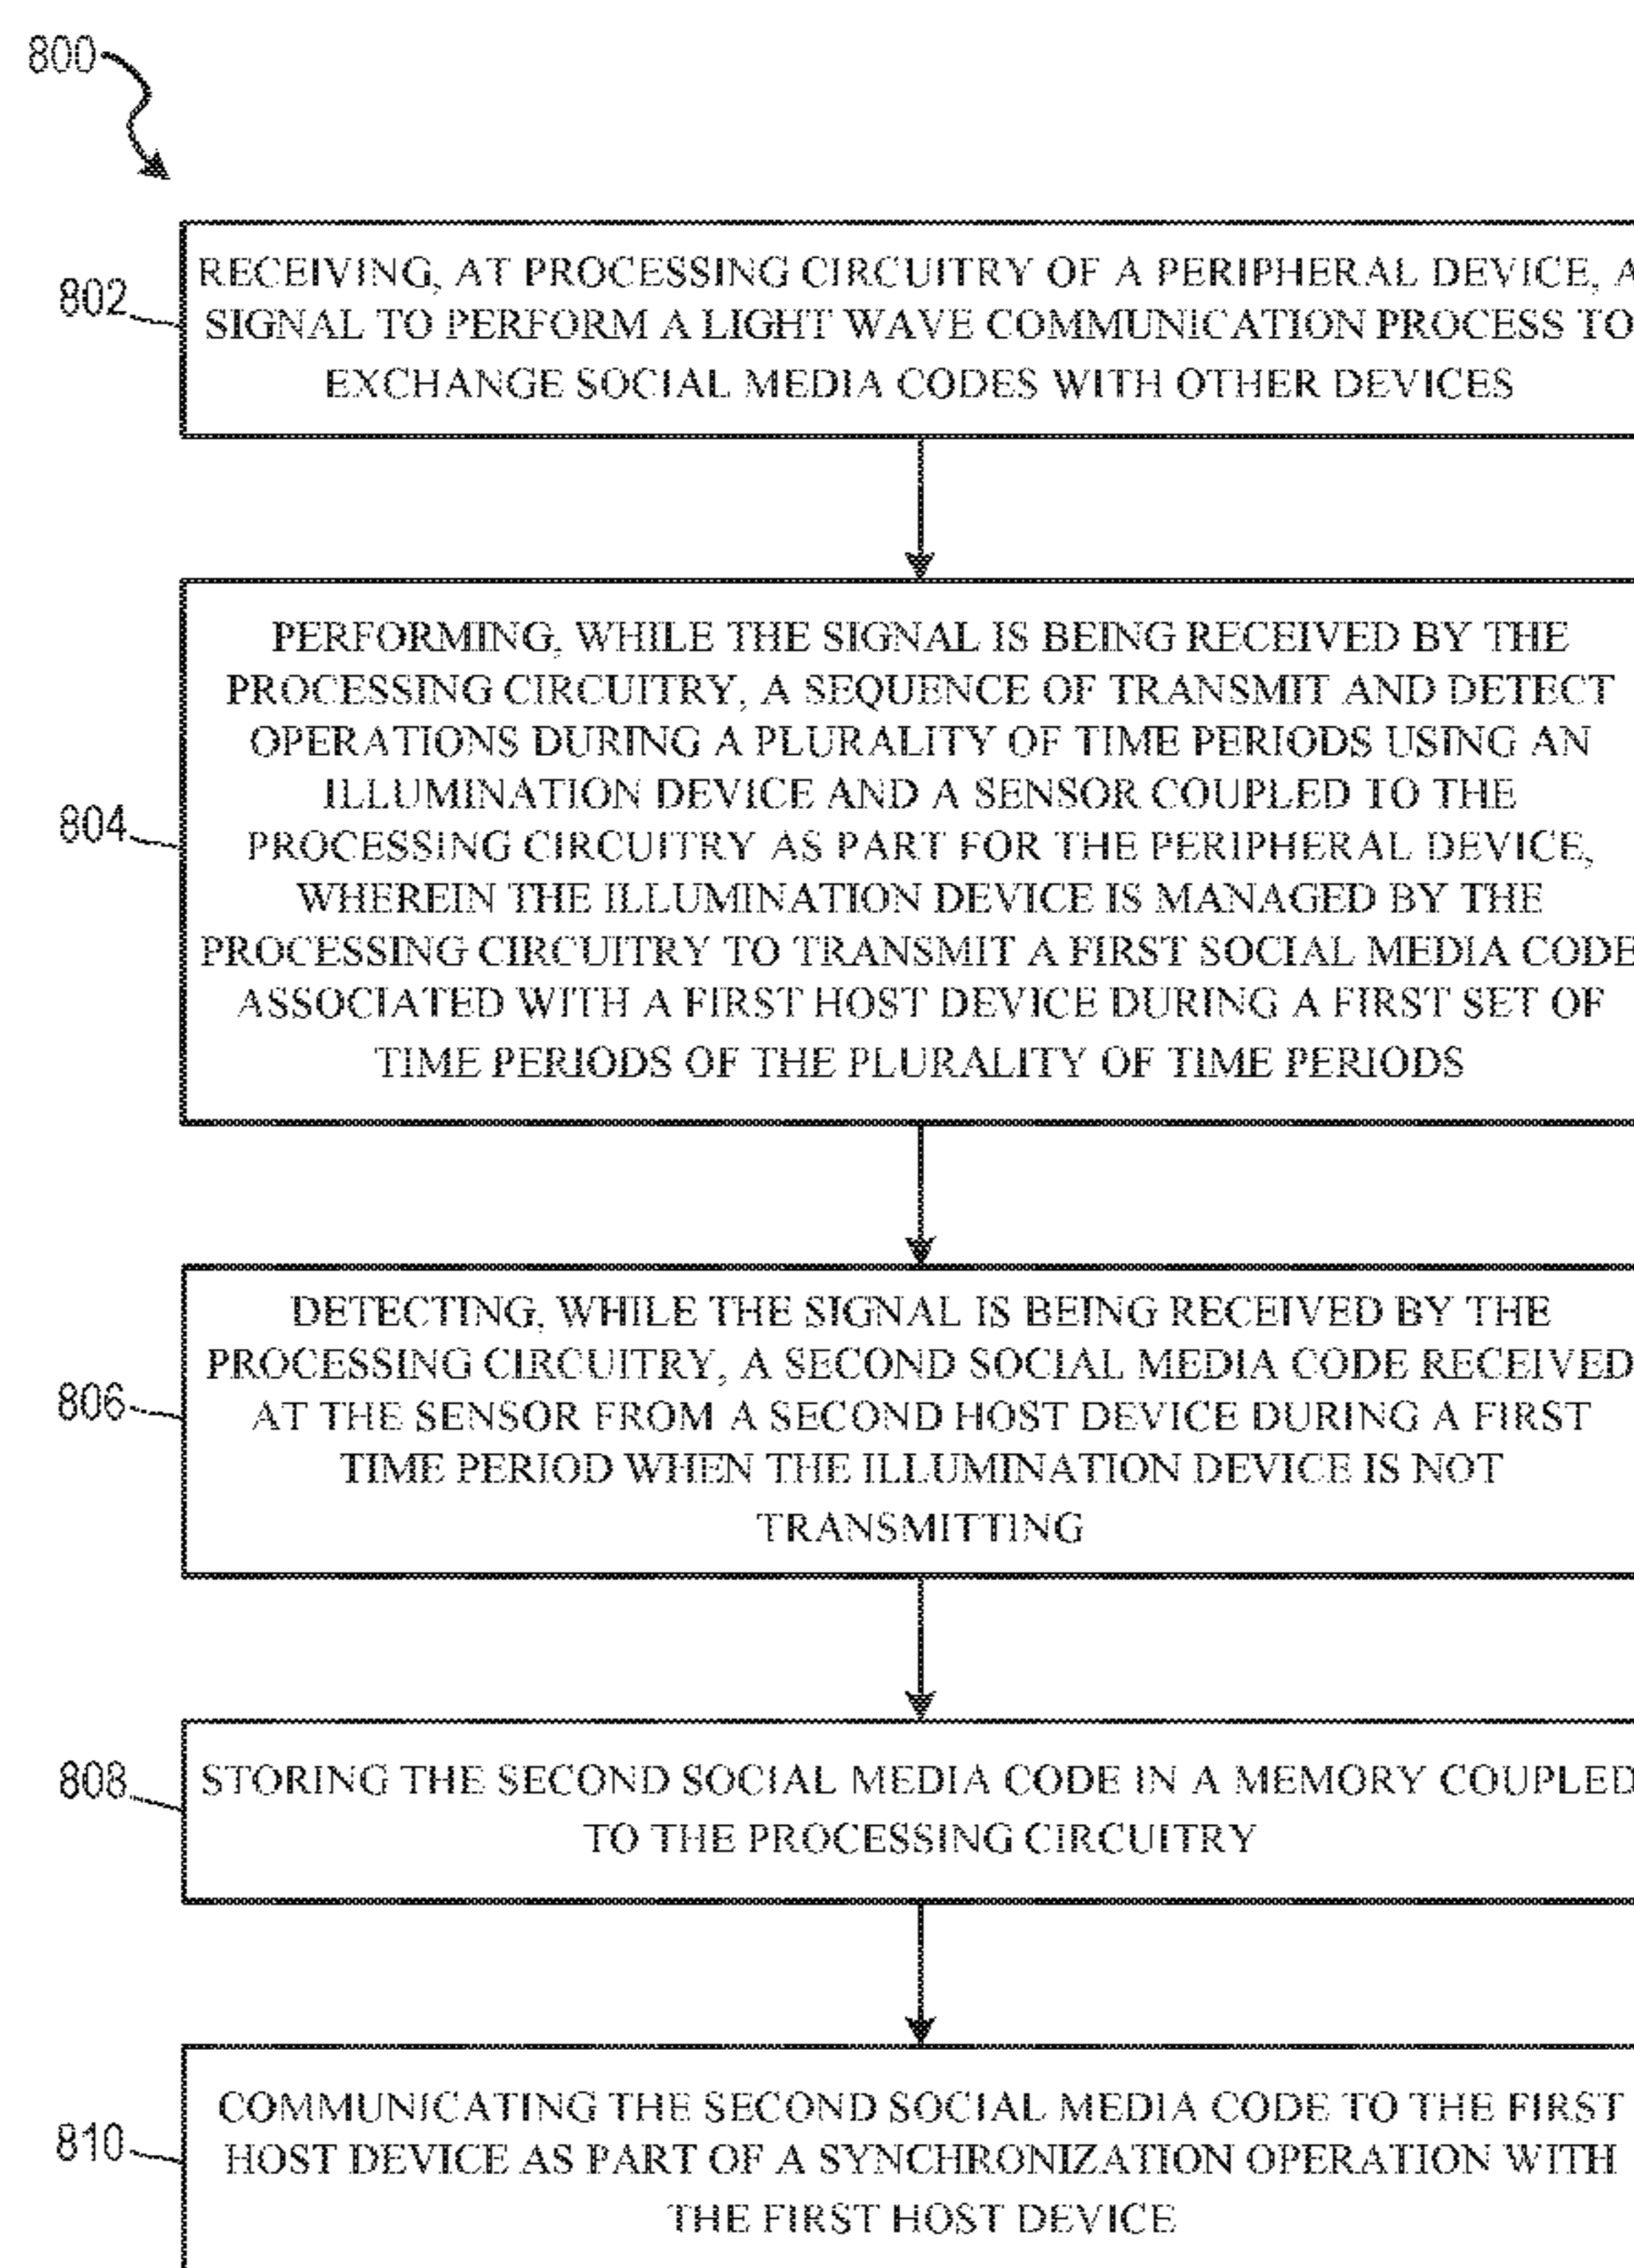 800
802
RECEIVING, AT PROCESSING CIRCUITRY OF A PERIPHERAL DEVICE, A
SIGNAL TO PERFORM A LIGHT WAVE COMMUNICATION PROCESS TO
EXCHANGE SOCIAL MEDIA CODES WITH OTHER DEVICES
804
PERFORMING, WHILE THE SIGNAL IS BEING RECEIVED BY THE
PROCESSING CIRCUITRY, A SEQUENCE OF TRANSMIT AND DETECT
OPERATIONS DURING A PLURALITY OF TIME PERIODS USING AN
ILLUMINATION DEVICE AND A SENSOR COUPLED TO THE
PROCESSING CIRCUITRY AS PART FOR THE PERIPHERAL DEVICE,
WHEREIN THE ILLUMINATION DEVICE IS MANAGED BY THE
PROCESSING CIRCUITRY TO TRANSMIT A FIRST SOCIAL MEDIA CODE
ASSOCIATED WITH A FIRST HOST DEVICE DURING A FIRST SET OF
TIME PERIODS OF THE PLURALITY OF TIME PERIODS
806
DETECTING, WHILE THE SIGNAL IS BEING RECEIVED BY THE
PROCESSING CIRCUITRY, A SECOND SOCIAL MEDIA CODE RECEIVED
AT THE SENSOR FROM A SECOND HOST DEVICE DURING A FIRST
TIME PERIOD WHEN THE ILLUMINATION DEVICE IS NOT
TRANSMITTING
808
STORING THE SECOND SOCIAL MEDIA CODE IN A MEMORY COUPLED
TO THE PROCESSING CIRCUITRY
810
COMMUNICATING THE SECOND SOCIAL MEDIA CODE TO THE FIRST
HOST DEVICE AS PART OF A SYNCHRONIZATION OPERATION WITH
THE FIRST HOST DEVICE